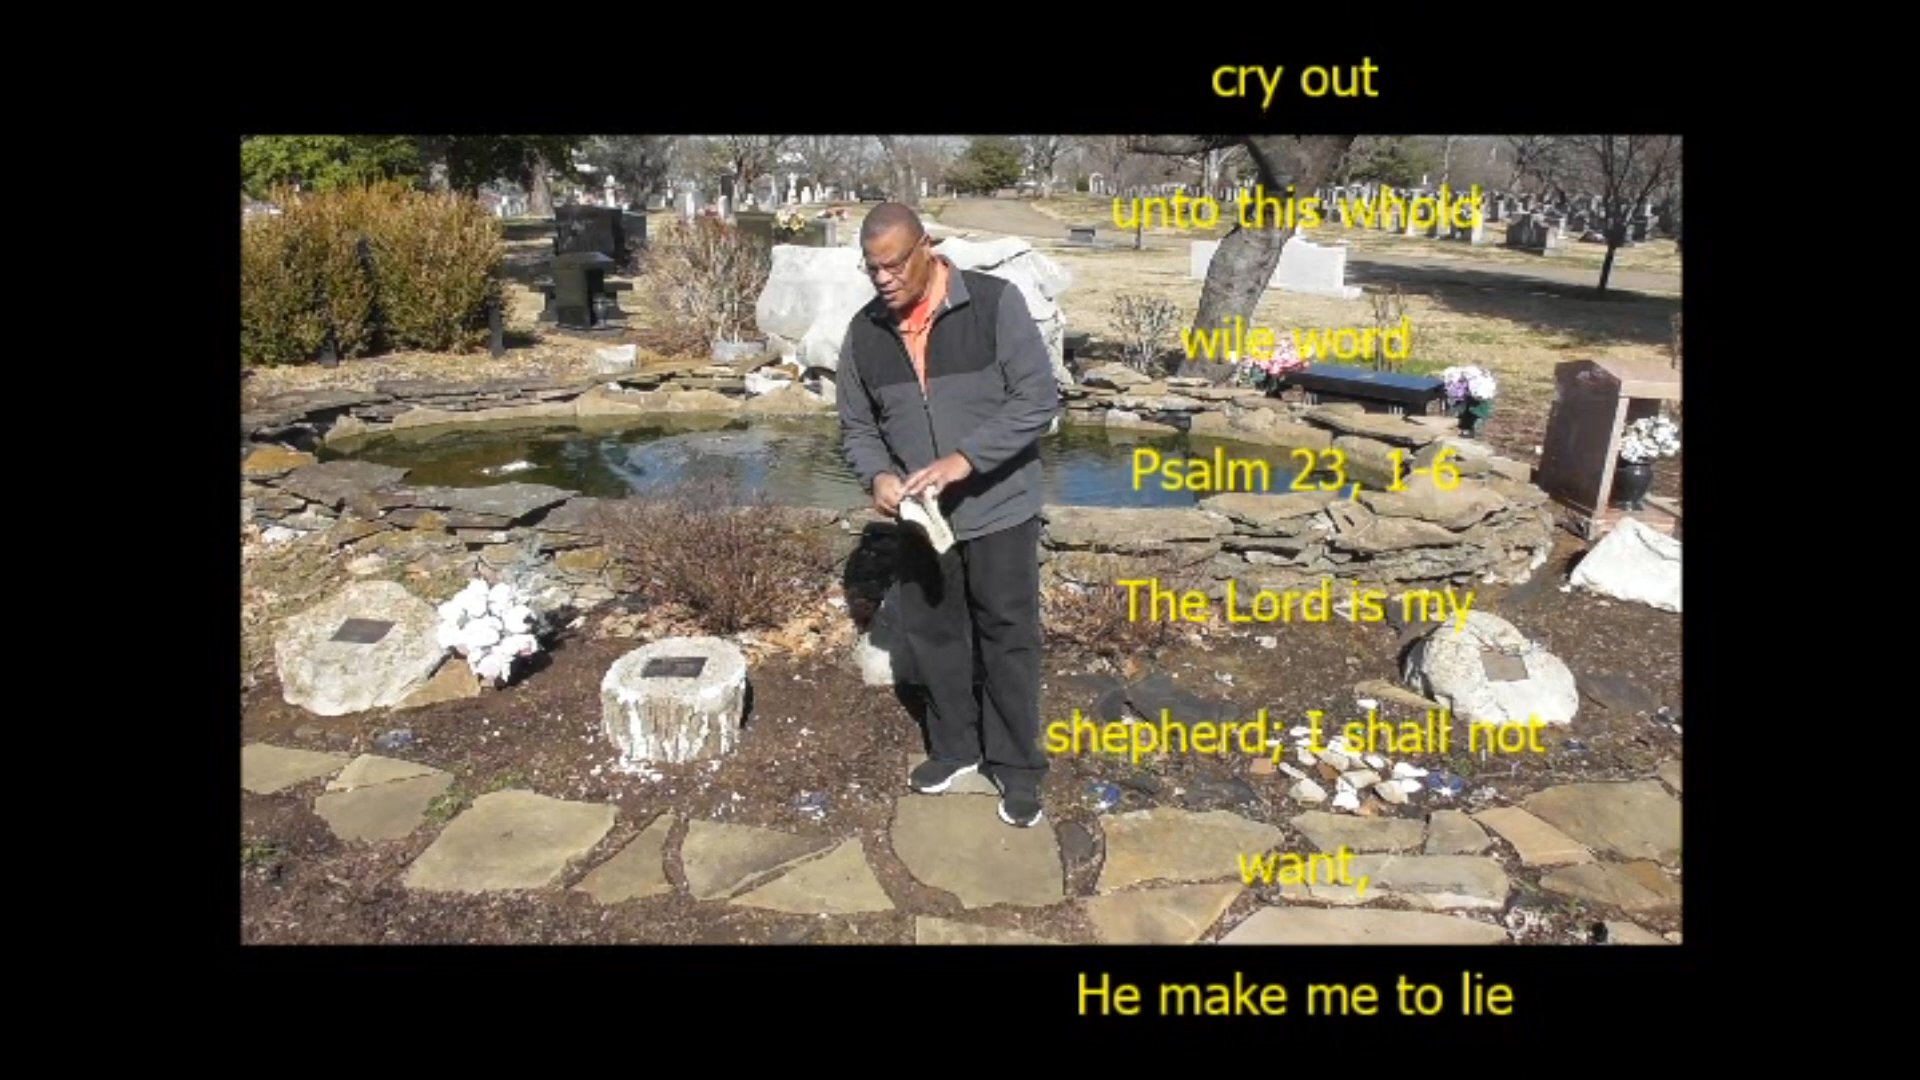 cry out
unto this whold
wile word
Psalm 23, 1-6
The Lord is my
shepherd; I shall not
want,
He make me to lie